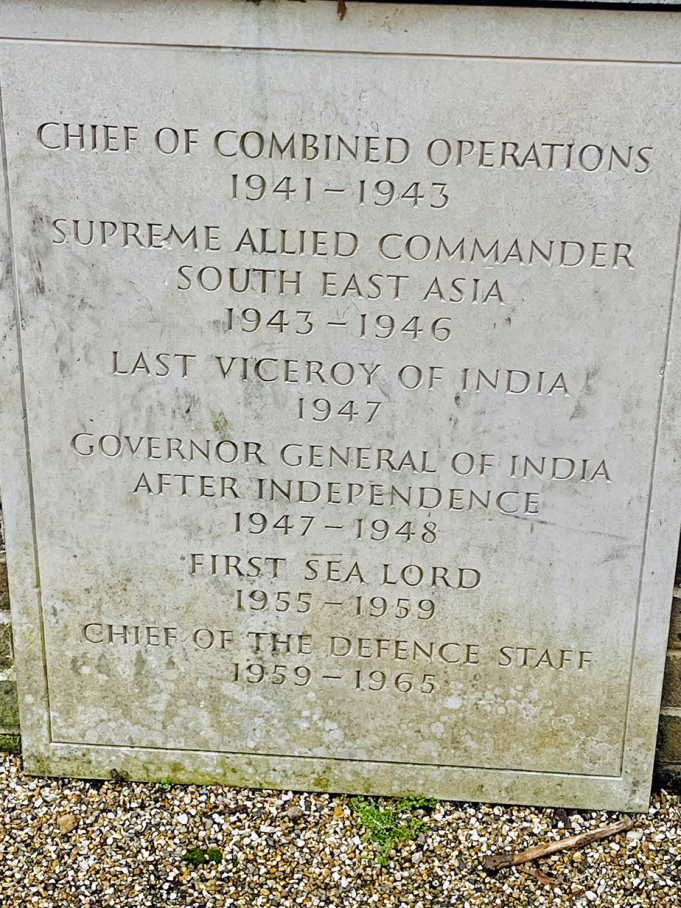 CHIEF OF COMBINED OPERATIONS
1941 – 1943
SUPREME ALLIED COMMANDER
SOUTH EAST ASIA
1943 – 1946
LAST VICEROY OF INDIA
1947
GOVERNOR GENERAL OF INDIA
AFTER INDEPENDENCE
1947 – 1948
FIRST SEA LORD
1955 – 1959
CHIEF OF THE DEFENCE STAFF
1959 – 1965